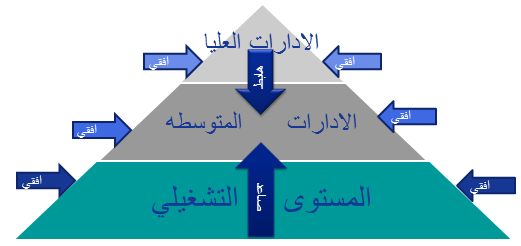 الادارات العليا
افقي
افقي
هابط
الادارات المتوسطه
افقي
افقي
صاعد
المستوى التشغيلي
افقي
افقي